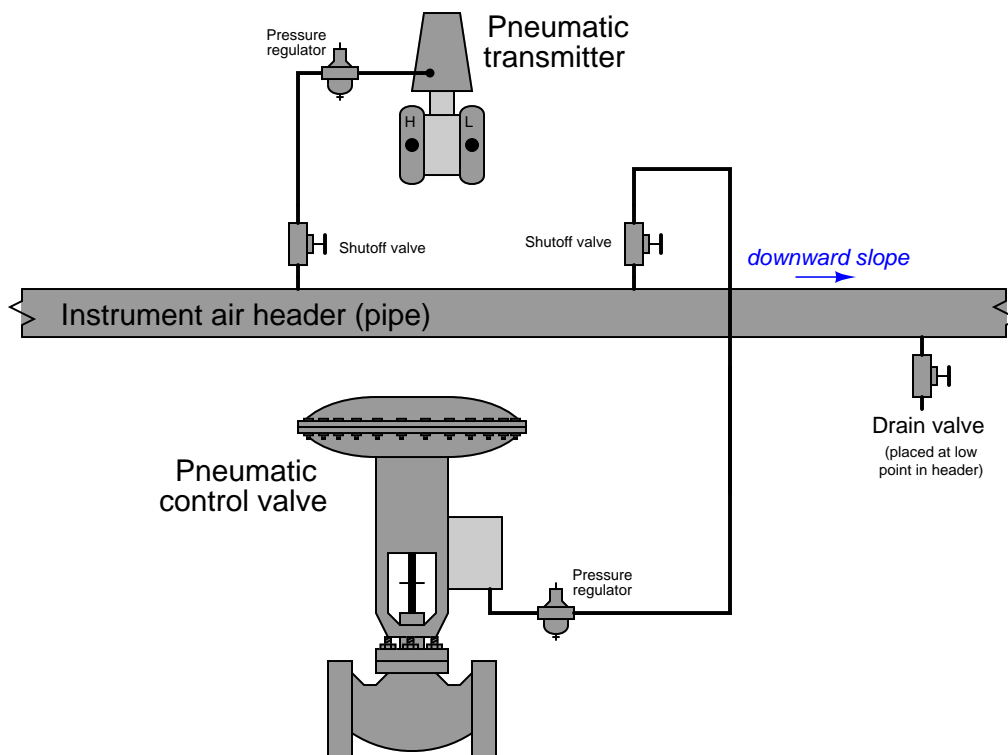 Pressure
regulator
Pneumatic
transmitter
H
L
Shutoff valve
Shutoff valve
downward slope
Instrument air header (pipe)
Drain valve
(placed at low
point in header)
Pneumatic
control valve
Pressure
regulator